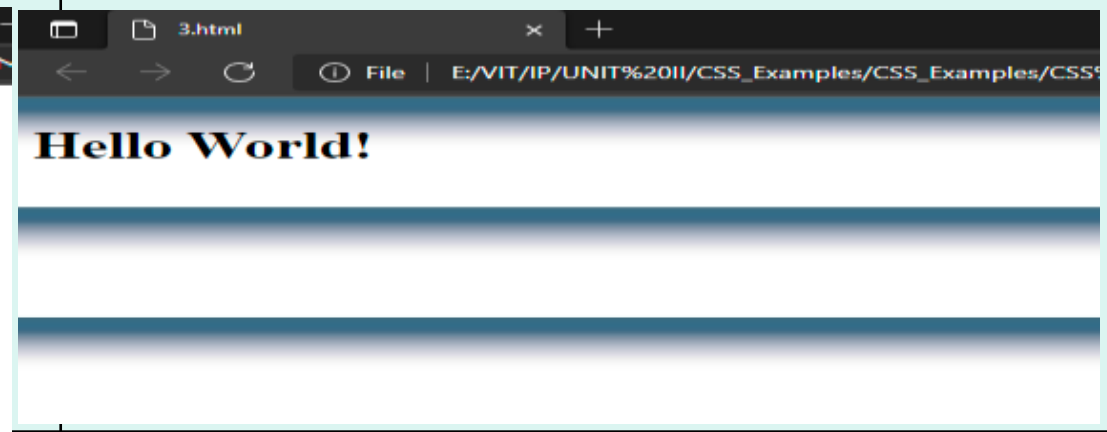 3.html
File | E:/VIT/IP/UNIT%20II/CSS_Examples/CSS_Examples/CSS%
Hello World!